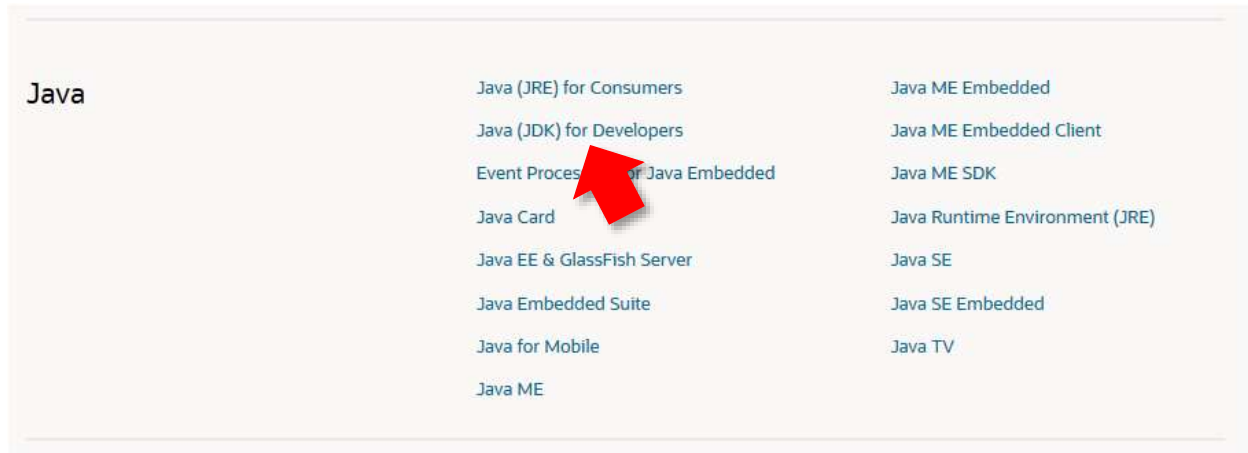 Java
Java (JRE) for Consumers
Java (JDK) for Developers
Event Proces or Java Embedded
Java Card
Java EE & GlassFish Server
Java Embedded Suite
Java for Mobile
Java ME
Java ME Embedded
Java ME Embedded Client
Java ME SDK
Java Runtime Environment (JRE)
Java SE
Java SE Embedded
Java TV